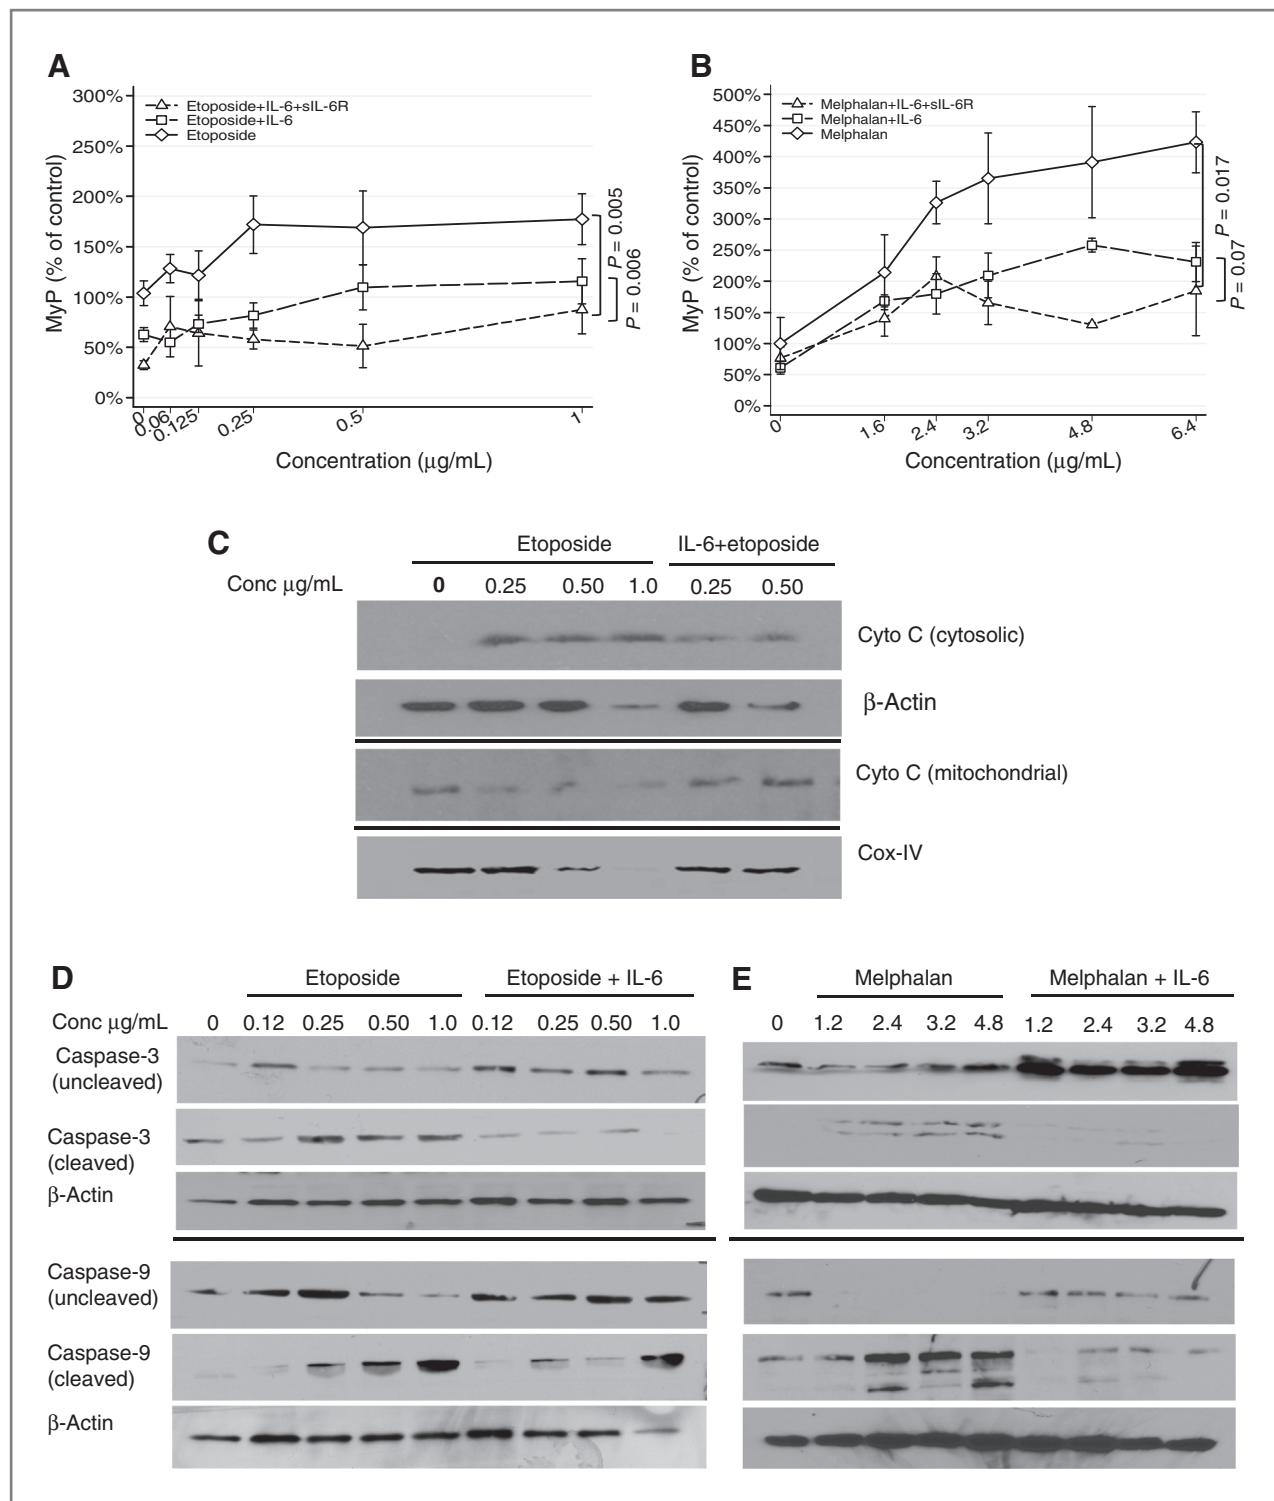 A
300%
250%
200%
150%
100%
50%
0%
MyP (% of control)
Etoposide+IL-6+sIL-6R
Etoposide+IL-6
Etoposide
P = 0.005
P = 0.006
0 0.06 0.125 0.25 0.5 1
Concentration (μg/mL)
B
500%
450%
400%
350%
300%
250%
200%
150%
100%
50%
0%
MyP (% of control)
Melphalan+IL-6+sIL-6R
Melphalan+IL-6
Melphalan
P = 0.017
P = 0.07
0 1.6 2.4 3.2 4.8 6.4
Concentration (μg/mL)
C
Etoposide IL-6+etoposide
Conc μg/mL 0 0.25 0.50 1.0 0.25 0.50
Cyto C (cytosolic)
β-Actin
Cyto C (mitochondrial)
Cox-IV
D
Etoposide Etoposide + IL-6
Conc μg/mL 0 0.12 0.25 0.50 1.0 0.12 0.25 0.50 1.0
Caspase-3
(uncleaved)
Caspase-3
(cleaved)
β-Actin
Caspase-9
(uncleaved)
Caspase-9
(cleaved)
β-Actin
E
Melphalan Melphalan + IL-6
0 1.2 2.4 3.2 4.8 1.2 2.4 3.2 4.8